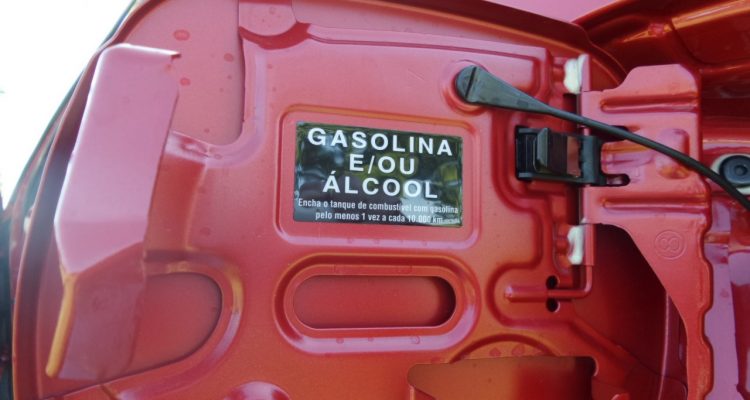 GASOLINA
E/OU
ÁLCOOL
Encha o tanque de combustível com gasolina
pelo menos 1 vez a cada 10.000 km